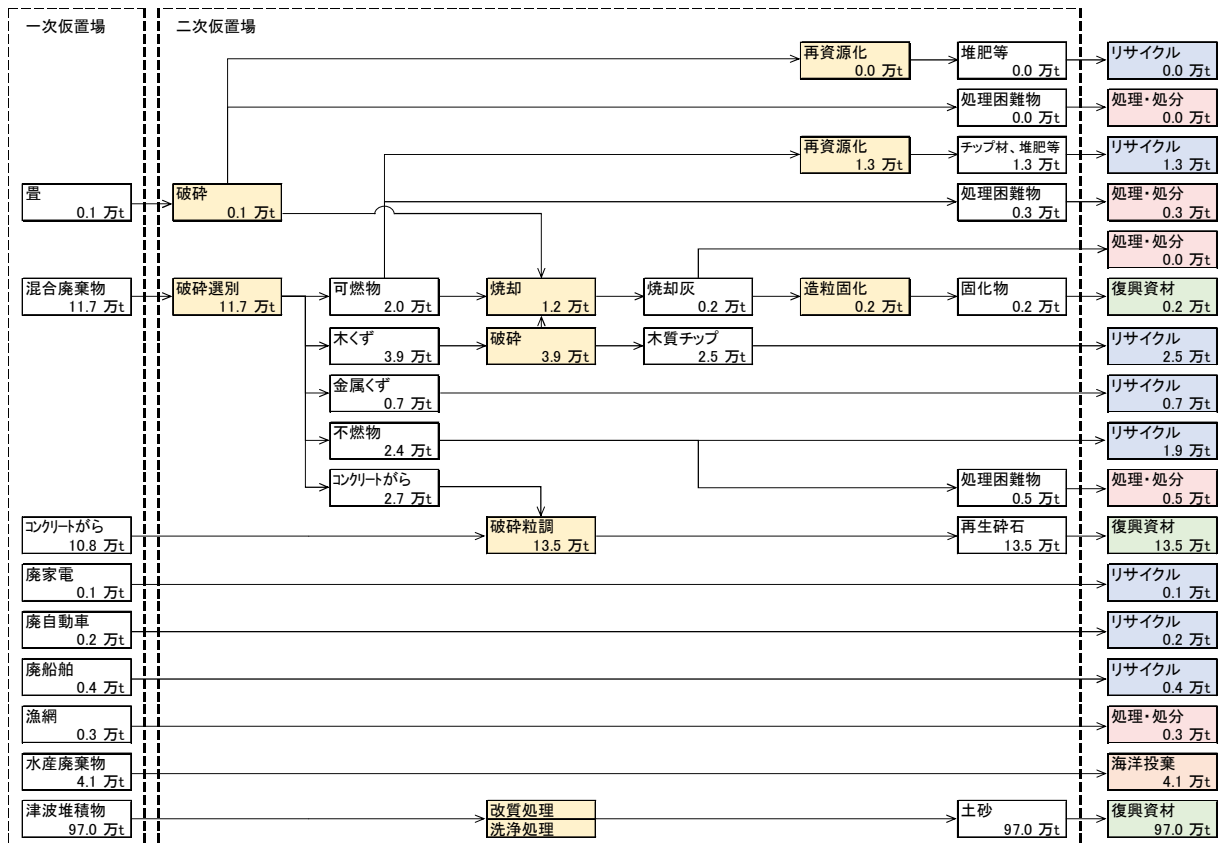 一次仮置場
二次仮置場
再資源化
0.0 万t
堆肥等
0.0 万t
リサイクル
0.0 万t
処理困難物
0.0 万t
処理・処分
0.0 万t
再資源化
1.3 万t
チップ材、堆肥等
1.3 万t
リサイクル
1.3 万t
畳
0.1 万t
破砕
0.1 万t
処理困難物
0.3 万t
処理・処分
0.3 万t
処理・処分
0.0 万t
混合廃棄物
11.7 万t
破砕選別
11.7 万t
可燃物
2.0 万t
焼却
1.2 万t
焼却灰
0.2 万t
造粒固化
0.2 万t
固化物
0.2 万t
復興資材
0.2 万t
木くず
3.9 万t
破砕
3.9 万t
木質チップ
2.5 万t
リサイクル
2.5 万t
金属くず
0.7 万t
リサイクル
0.7 万t
不燃物
2.4 万t
リサイクル
1.9 万t
コンクリートがら
2.7 万t
処理困難物
0.5 万t
処理・処分
0.5 万t
コンクリートがら
10.8 万t
破砕粒調
13.5 万t
再生砕石
13.5 万t
復興資材
13.5 万t
廃家電
0.1 万t
リサイクル
0.1 万t
廃自動車
0.2 万t
リサイクル
0.2 万t
廃船舶
0.4 万t
リサイクル
0.4 万t
漁網
0.3 万t
処理・処分
0.3 万t
水産廃棄物
4.1 万t
海洋投棄
4.1 万t
津波堆積物
97.0 万t
改質処理
洗浄処理
土砂
97.0 万t
復興資材
97.0 万t